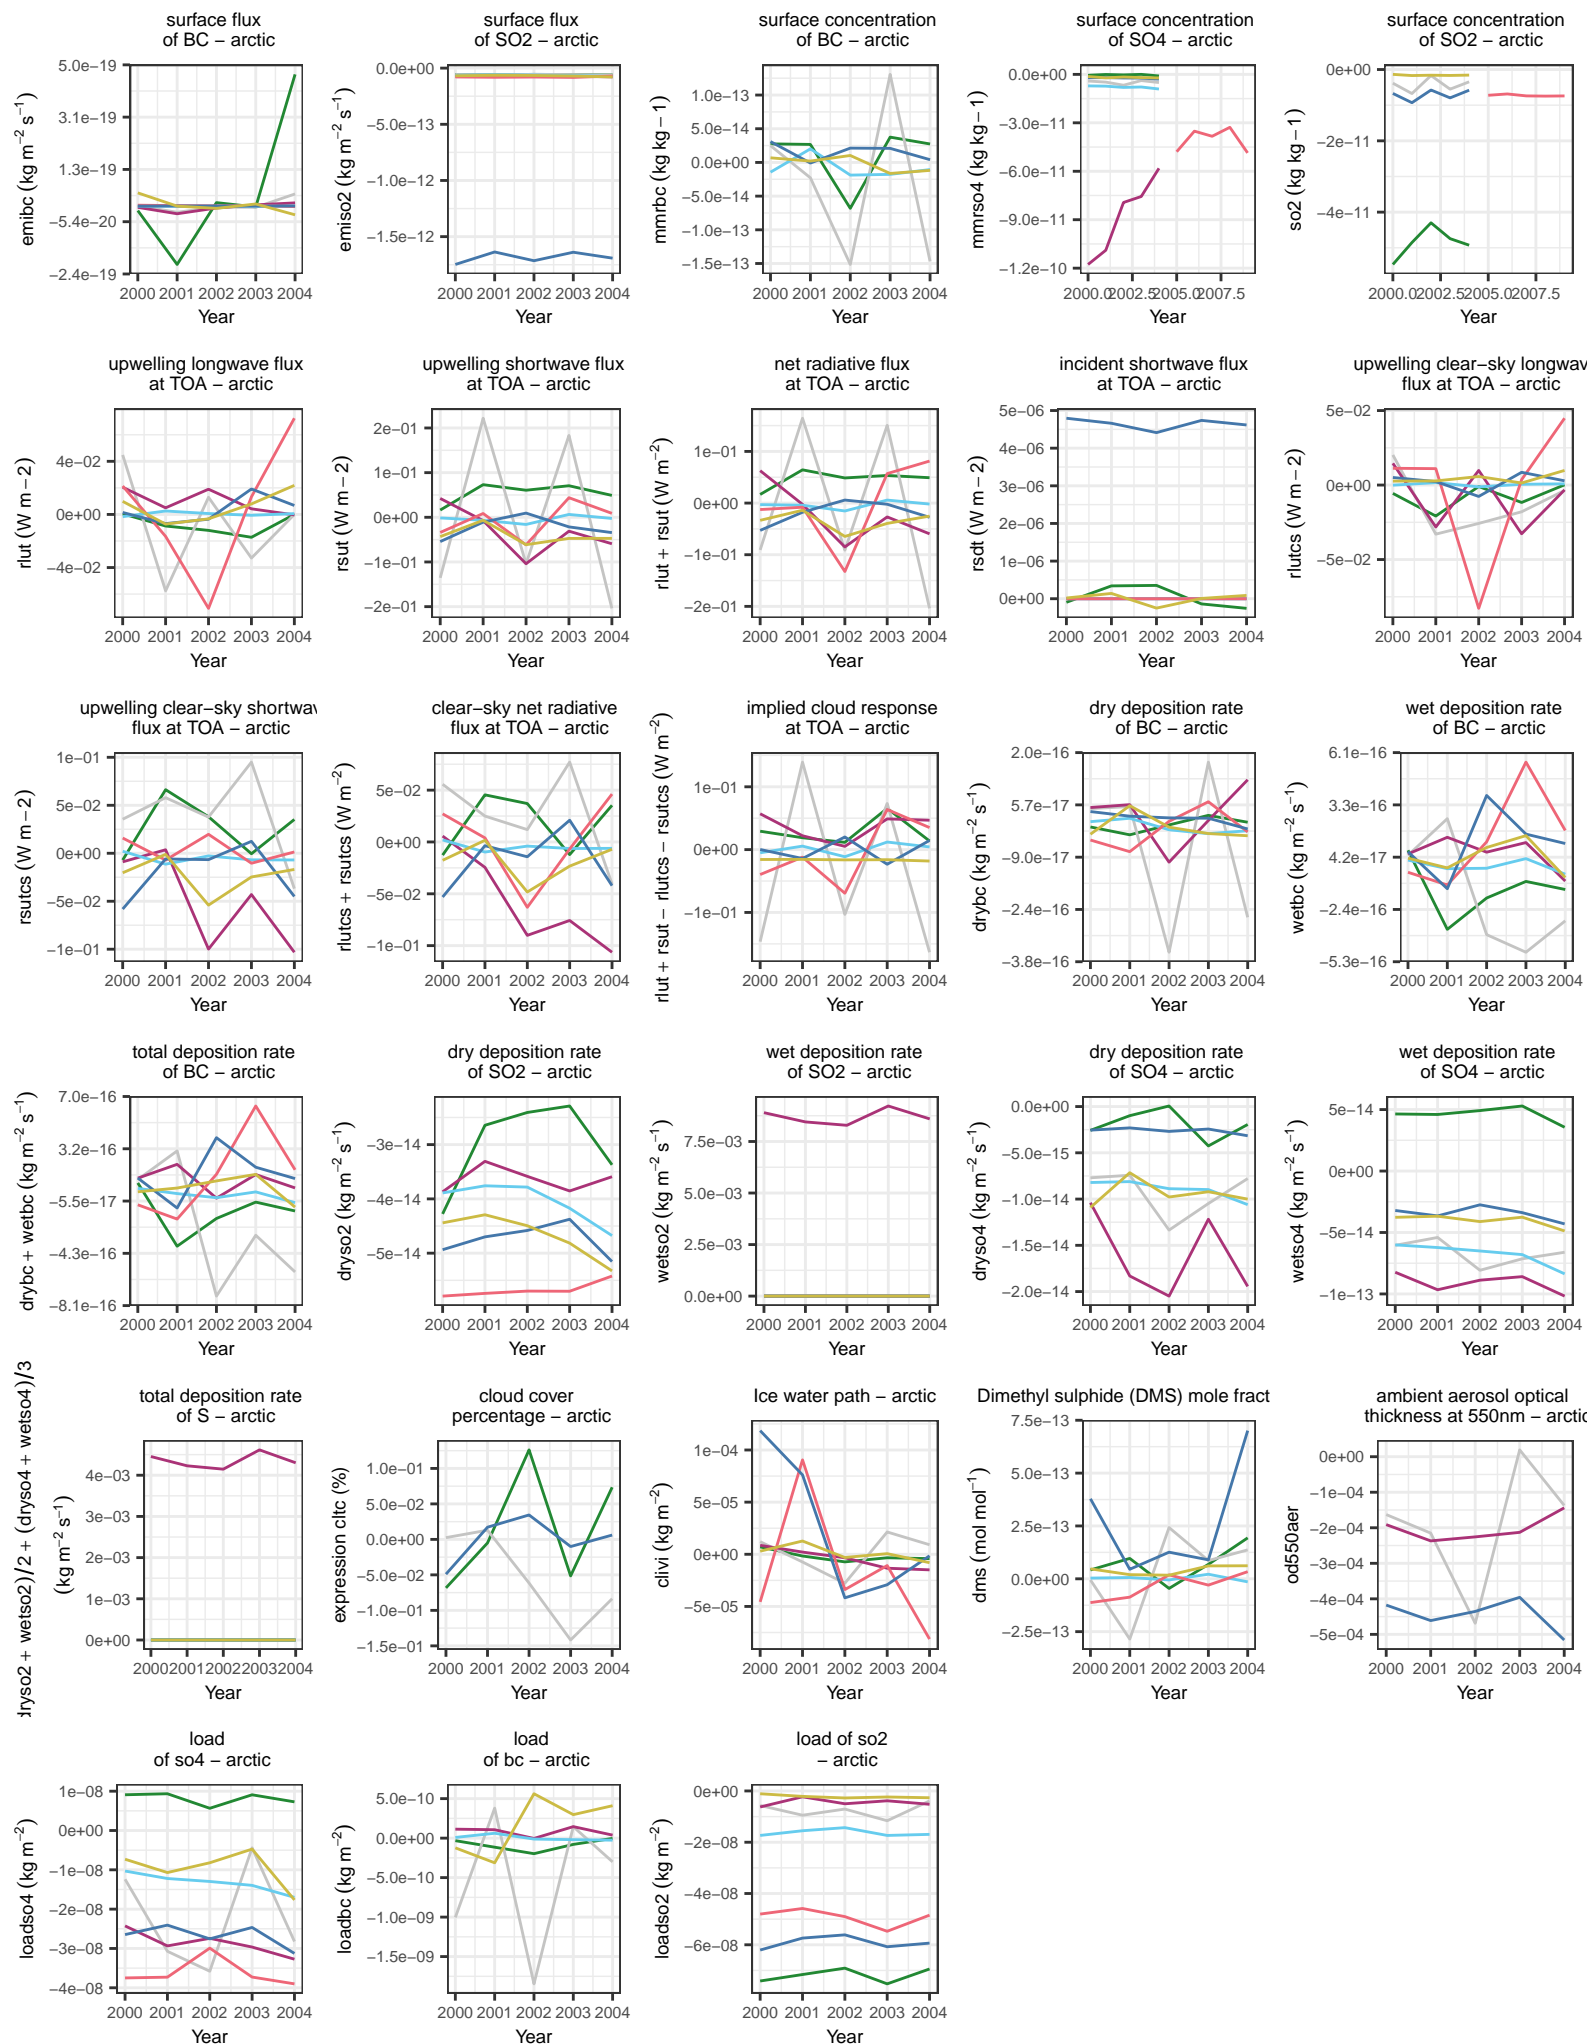 surface flux
of BC − arctic
emibc (kg m−2 s−1)
5.0e−19
3.1e−19
1.3e−19
−5.4e−20
−2.4e−19
2000 2001 2002 2003 2004
Year
surface flux
of SO2 − arctic
emiso2 (kg m−2 s−1)
0.0e+00
−5.0e−13
−1.0e−12
−1.5e−12
2000 2001 2002 2003 2004
Year
surface concentration
of BC − arctic
mmrbc (kg kg − 1)
1.0e−13
5.0e−14
0.0e+00
−5.0e−14
−1.0e−13
−1.5e−13
2000 2001 2002 2003 2004
Year
surface concentration
of SO4 − arctic
mmrso4 (kg kg − 1)
0.0e+00
−3.0e−11
−6.0e−11
−9.0e−11
−1.2e−10
2000.0 2002.5 2005.0 2007.5
Year
surface concentration
of SO2 − arctic
so2 (kg kg − 1)
0e+00
−2e−11
−4e−11
2000.0 2002.5 2005.0 2007.5
Year
upwelling longwave flux
at TOA − arctic
rlut (W m − 2)
4e−02
0e+00
−4e−02
2000 2001 2002 2003 2004
Year
upwelling shortwave flux
at TOA − arctic
rsut (W m − 2)
2e−01
1e−01
0e+00
−1e−01
−2e−01
2000 2001 2002 2003 2004
Year
net radiative flux
at TOA − arctic
rlut + rsut (W m−2)
1e−01
0e+00
−1e−01
−2e−01
2000 2001 2002 2003 2004
Year
incident shortwave flux
at TOA − arctic
rsdt (W m − 2)
5e−06
4e−06
3e−06
2e−06
1e−06
0e+00
2000 2001 2002 2003 2004
Year
upwelling clear−sky longwav
flux at TOA − arctic
rlutcs (W m − 2)
5e−02
0e+00
−5e−02
2000 2001 2002 2003 2004
Year
upwelling clear−sky shortwav
flux at TOA − arctic
rsutcs (W m − 2)
1e−01
5e−02
0e+00
−5e−02
−1e−01
2000 2001 2002 2003 2004
Year
clear−sky net radiative
flux at TOA − arctic
rlutcs + rsutcs (W m−2)
5e−02
0e+00
−5e−02
−1e−01
2000 2001 2002 2003 2004
Year
implied cloud response
at TOA − arctic
rlut + rsut − rlutcs − rsutcs (W m−2)
1e−01
0e+00
−1e−01
2000 2001 2002 2003 2004
Year
dry deposition rate
of BC − arctic
drybc (kg m−2 s−1)
2.0e−16
5.7e−17
−9.0e−17
−2.4e−16
−3.8e−16
2000 2001 2002 2003 2004
Year
wet deposition rate
of BC − arctic
wetbc (kg m−2 s−1)
6.1e−16
3.3e−16
4.2e−17
−2.4e−16
−5.3e−16
2000 2001 2002 2003 2004
Year
total deposition rate
of BC − arctic
drybc + wetbc (kg m−2 s−1)
7.0e−16
3.2e−16
−5.5e−17
−4.3e−16
−8.1e−16
2000 2001 2002 2003 2004
Year
dry deposition rate
of SO2 − arctic
dryso2 (kg m−2 s−1)
−3e−14
−4e−14
−5e−14
2000 2001 2002 2003 2004
Year
wet deposition rate
of SO2 − arctic
wetso2 (kg m−2 s−1)
7.5e−03
5.0e−03
2.5e−03
0.0e+00
2000 2001 2002 2003 2004
Year
dry deposition rate
of SO4 − arctic
dryso4 (kg m−2 s−1)
0.0e+00
−5.0e−15
−1.0e−14
−1.5e−14
−2.0e−14
2000 2001 2002 2003 2004
Year
wet deposition rate
of SO4 − arctic
wetso4 (kg m−2 s−1)
5e−14
0e+00
−5e−14
−1e−13
2000 2001 2002 2003 2004
Year
total deposition rate
of S − arctic
dryso2 + wetso2)/2 + (dryso4 + wetso4)/3
(kg m−2 s−1)
4e−03
3e−03
2e−03
1e−03
0e+00
2000 2001 2002 2003 2004
Year
cloud cover
percentage − arctic
expression cltc (%)
1.0e−01
5.0e−02
0.0e+00
−5.0e−02
−1.0e−01
−1.5e−01
2000 2001 2002 2003 2004
Year
Ice water path − arctic
clivi (kg m−2)
1e−04
5e−05
0e+00
−5e−05
2000 2001 2002 2003 2004
Year
Dimethyl sulphide (DMS) mole fract
dms (mol mol−1)
7.5e−13
5.0e−13
2.5e−13
0.0e+00
−2.5e−13
2000 2001 2002 2003 2004
Year
ambient aerosol optical
thickness at 550nm − arctic
od550aer
0e+00
−1e−04
−2e−04
−3e−04
−4e−04
−5e−04
2000 2001 2002 2003 2004
Year
load
of so4 − arctic
loadso4 (kg m−2)
1e−08
0e+00
−1e−08
−2e−08
−3e−08
−4e−08
2000 2001 2002 2003 2004
Year
load
of bc − arctic
loadbc (kg m−2)
5.0e−10
0.0e+00
−5.0e−10
−1.0e−09
−1.5e−09
2000 2001 2002 2003 2004
Year
load of so2
− arctic
loadso2 (kg m−2)
0e+00
−2e−08
−4e−08
−6e−08
2000 2001 2002 2003 2004
Year